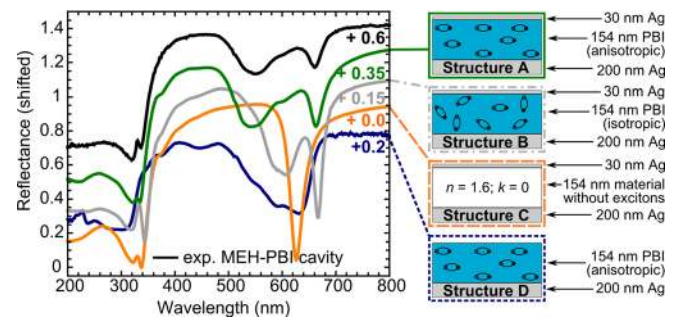 1.4
1.2
1
0.8
0.6
0.4
0.2
0
Reflectance (shifted)
+ 0.6
+ 0.35
+ 0.15
+ 0.0
+0.2
exp. MEH-PBI cavity
200 300 400 500 600 700 800
Wavelength (nm)
30 nm Ag
154 nm PBI
(anisotropic)
Structure A
200 nm Ag
30 nm Ag
154 nm PBI
(isotropic)
Structure B
200 nm Ag
30 nm Ag
n = 1.6; k = 0
154 nm material
without excitons
Structure C
200 nm Ag
154 nm PBI
(anisotropic)
Structure D
200 nm Ag